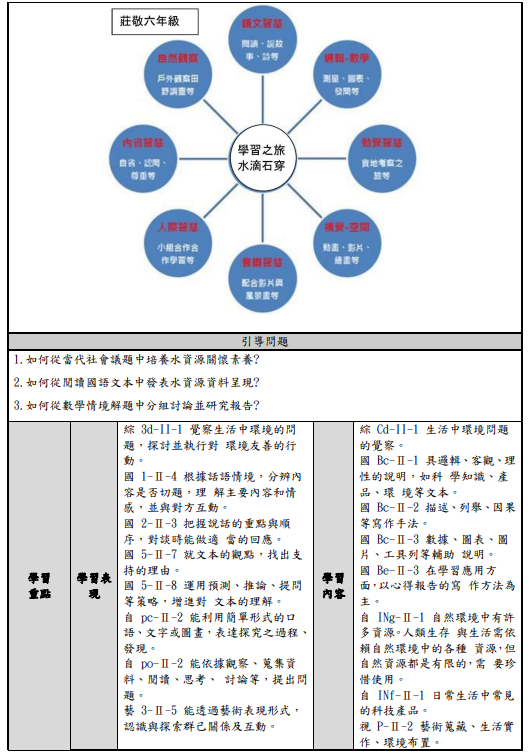 莊敬六年級
語文智慧
閱讀、說故
事、詩等
邏輯-數學
測量、圖表、
發問等
動覺智慧
實地考察之
旅等
視覺-空間
動畫、影片、
繪畫等
音樂智慧
配合影片與
風景畫等
人際智慧
小組合作合
作學習等
內省智慧
自省、認同、
尊重等
自然觀察
戶外觀察田
野調查等
學習之旅
水滴石穿
引導問題
1.如何從當代社會議題中培養水資源關懷素養?
2.如何從閱讀國語文本中發表水資源資料呈現?
3.如何從數學情境解題中分組討論並研究報告?
學習
重點
學習表
現
綜 3d-II-1 覺察生活中環境的問
題，探討並執行對 環境友善的行
動。
國 1-Ⅱ-4 根據話語情境，分辨內
容是否切題，理 解主要內容和情
感，並與對方互動。
國 2-Ⅱ-3 把握說話的重點與順
序，對談時能做適 當的回應。
國 5-Ⅱ-7 就文本的觀點，找出支
持的理由。
國 5-Ⅱ-8 運用預測、推論、提問
等策略，增進對 文本的理解。
自 pc-Ⅱ-2 能利用簡單形式的口
語、文字或圖畫，表達探究之過程、
發現。
自 po-Ⅱ-2 能依據觀察、蒐集資
料、閱讀、思考、 討論等，提出問
題。
藝 3-Ⅱ-5 能透過藝術表現形式，
認識與探索群己關係及互動。
學習
內容
綜 Cd-II-1 生活中環境問題
的覺察。
國 Bc-Ⅱ-1 具邏輯、客觀、理
性的說明，如科 學知識、產
品、環 境等文本。
國 Bc-Ⅱ-2 描述、列舉、因果
等寫作手法。
國 Bc-Ⅱ-3 數據、圖表、圖
片、工具列等輔助 說明。
國 Be-Ⅱ-3 在學習應用方
面，以心得報告的寫 作方法為
主。
自 INg-Ⅱ-1 自然環境中有許
多資源。人類生存 與生活需依
賴自然環境中的各種 資源，但
自然資源都是有限的，需 要珍
惜使用。
自 INf-Ⅱ-1 日常生活中常見
的科技產品。
視 P-Ⅱ-2 藝術蒐藏、生活實
作、環境布置。